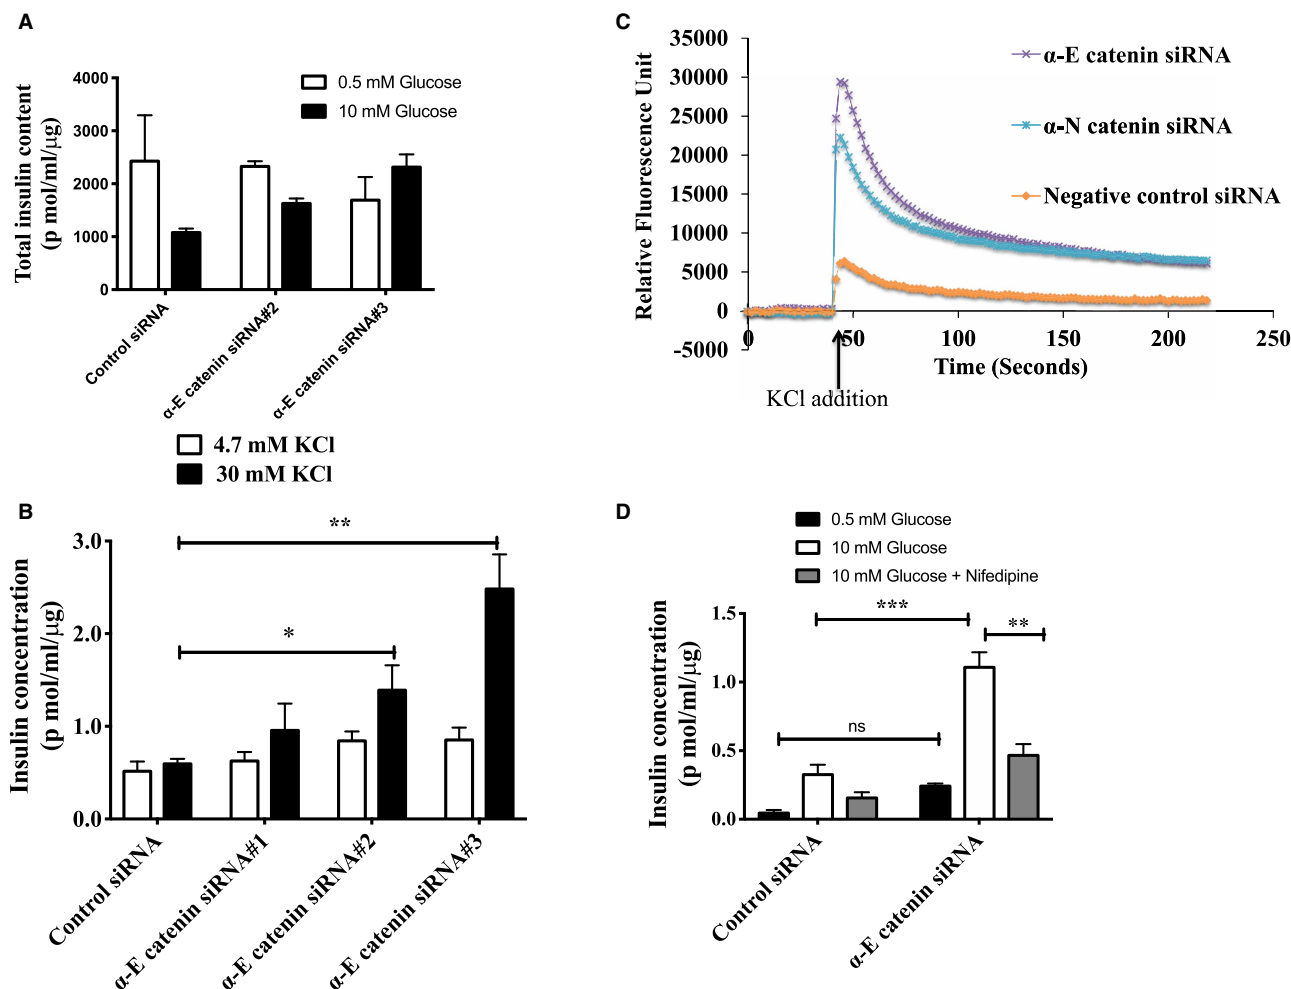 A
4000
3000
2000
1000
0
Total insulin content
(p mol/ml/µg)
0.5 mM Glucose
10 mM Glucose
Control siRNA
α-E catenin siRNA#2
α-E catenin siRNA#3
C
35000
30000
25000
20000
15000
10000
5000
0
-5000
Relative Fluorescence Unit
α-E catenin siRNA
α-N catenin siRNA
Negative control siRNA
0
50
100
150
200
250
Time (Seconds)
KCl addition
4.7 mM KCl
30 mM KCl
B
3.0
2.0
1.0
0.0
Insulin concentration
(p mol/ml/µg)
**
*
Control siRNA
α-E catenin siRNA#1
α-E catenin siRNA#2
α-E catenin siRNA#3
D
0.5 mM Glucose
10 mM Glucose
10 mM Glucose + Nifedipine
1.5
1.0
0.5
0.0
Insulin concentration
(p mol/ml/µg)
***
**
ns
Control siRNA
α-E catenin siRNA